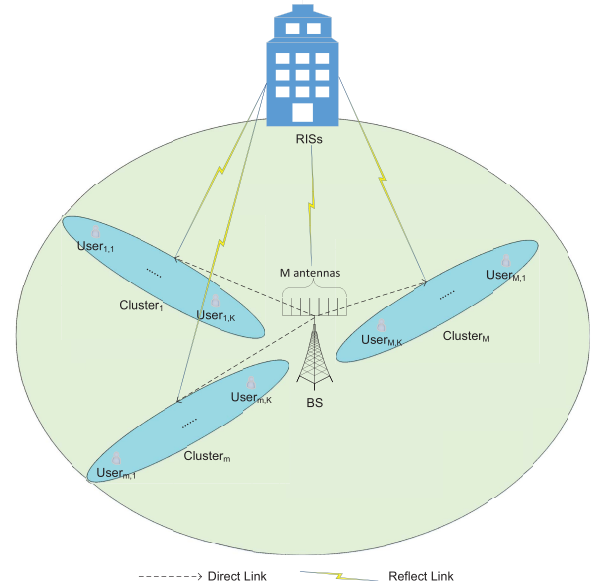 RISs
M antennas
User1,1
......
Cluster1
User1,K
UserM,1
......
UserM,K
ClusterM
BS
Userm,K
......
Clusterm
Userm,1
Direct Link
Reflect Link